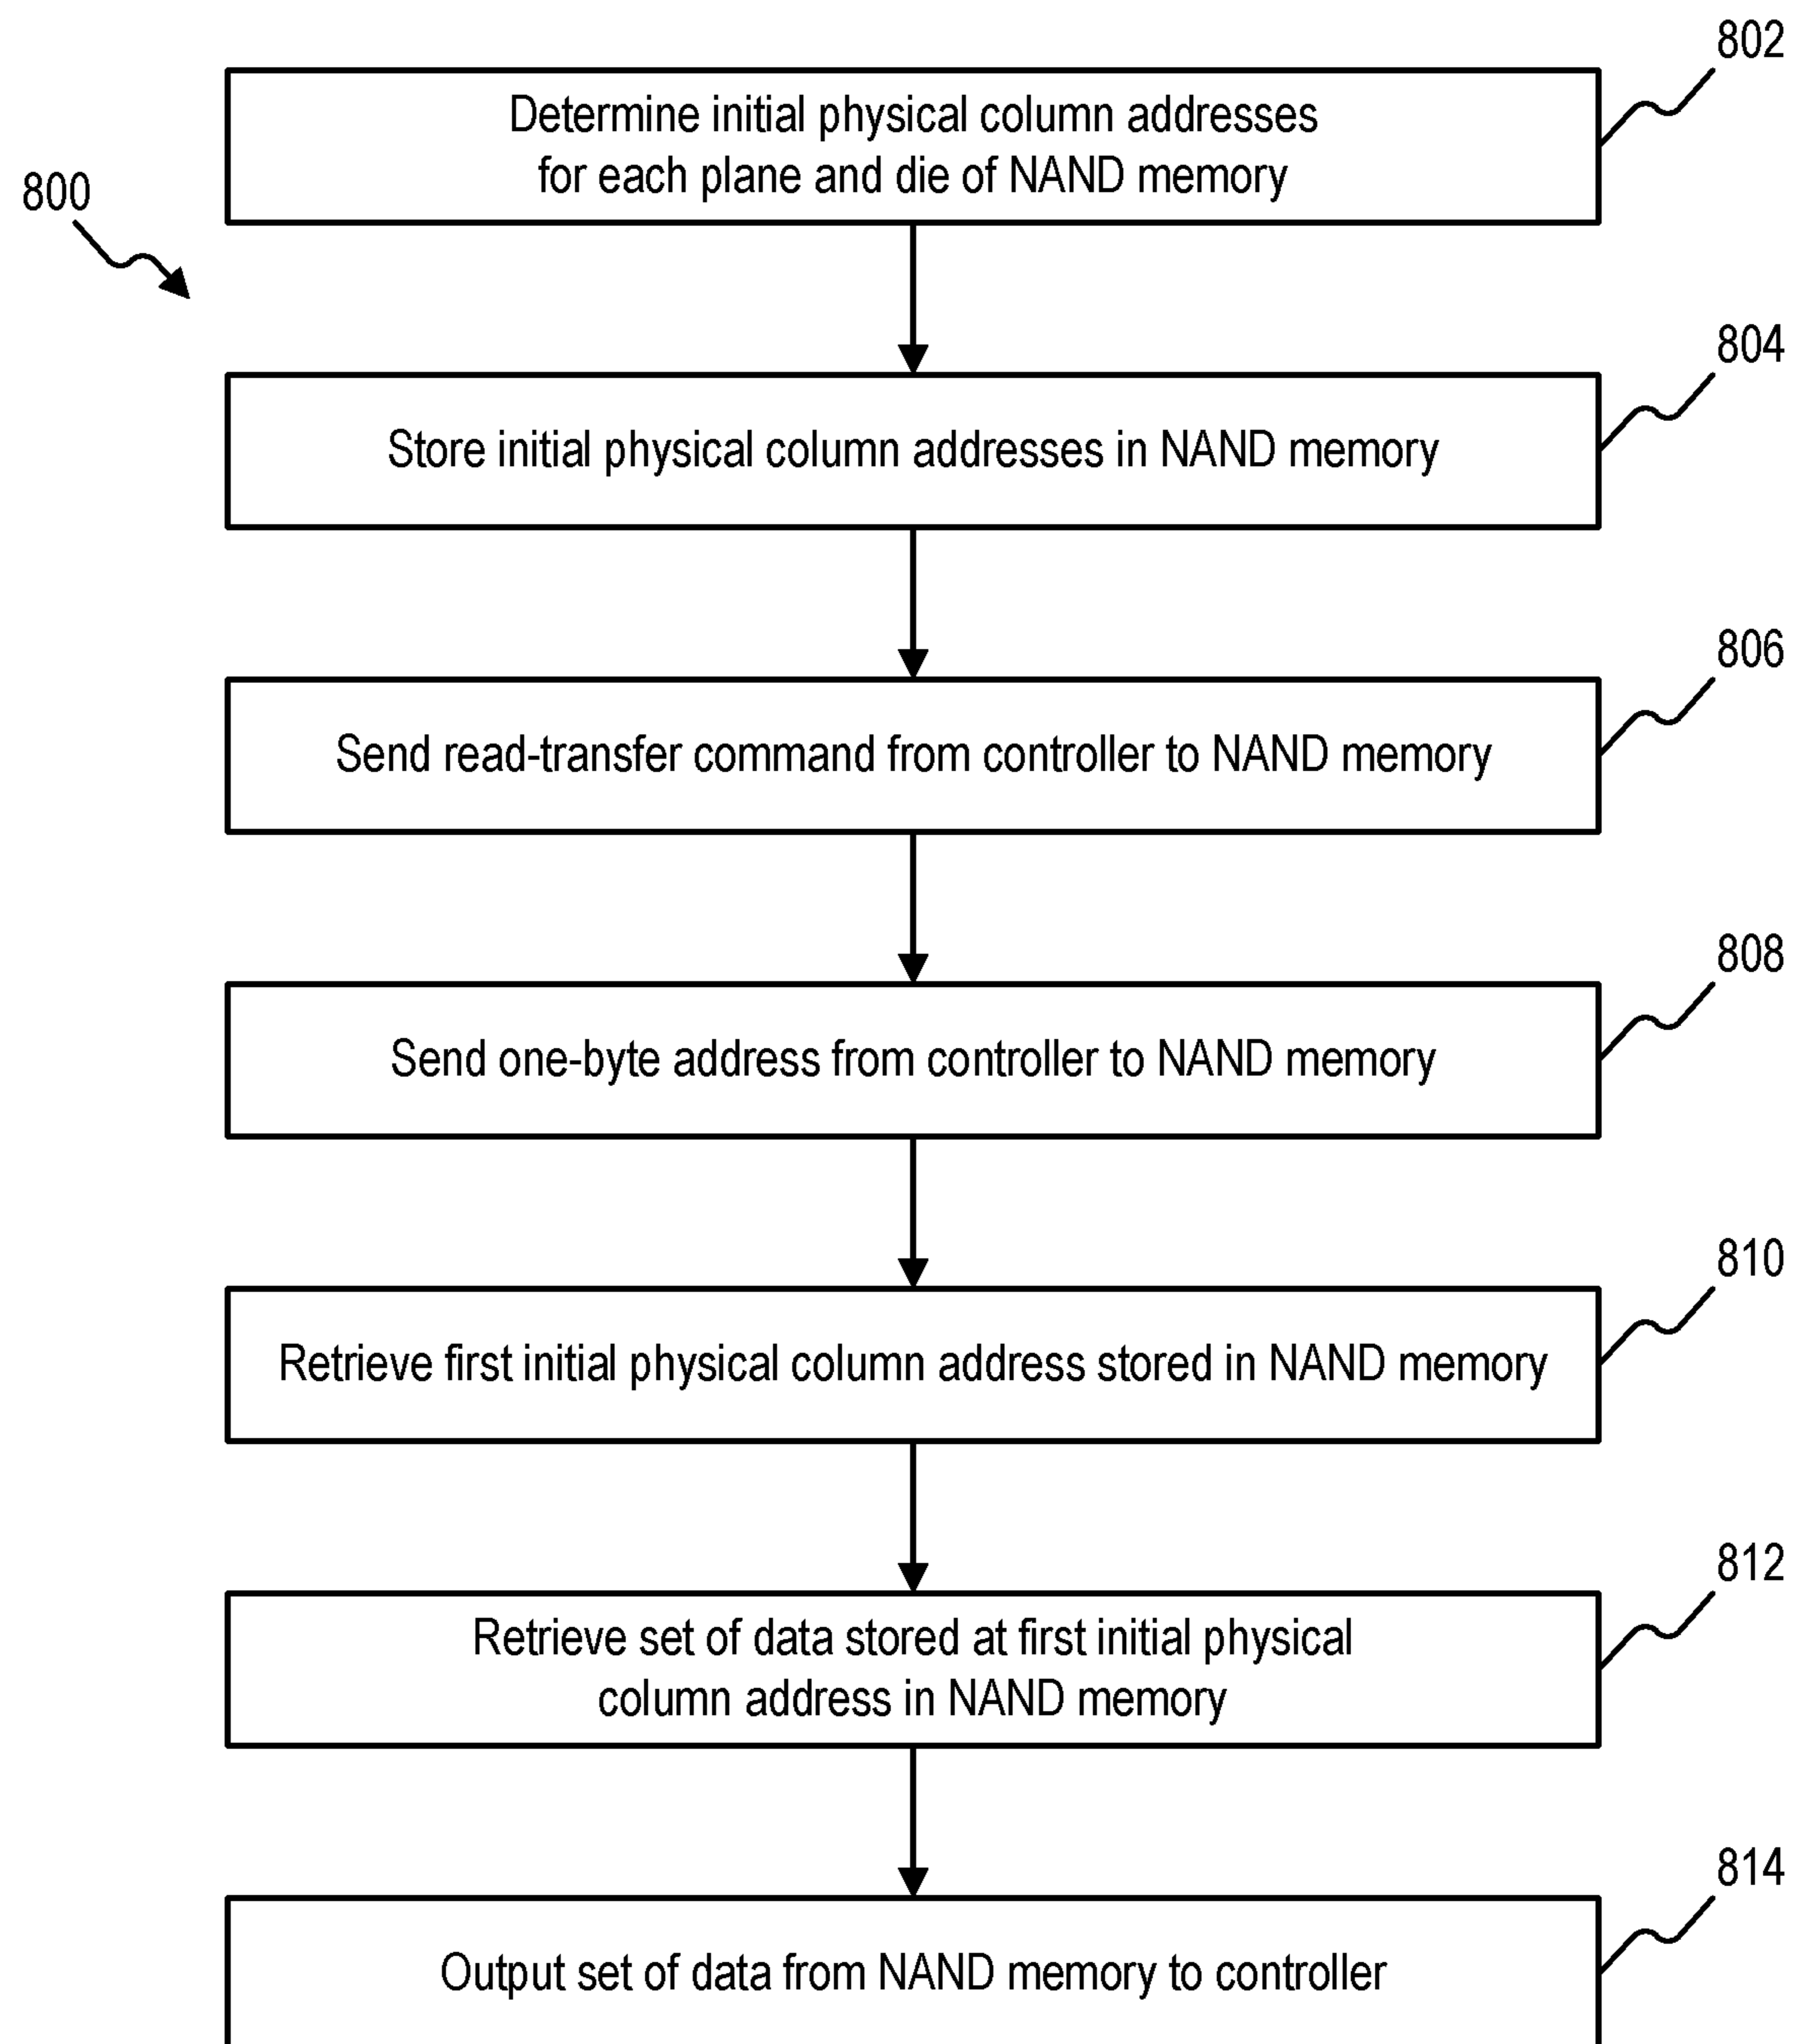 802
Determine initial physical column addresses
for each plane and die of NAND memory
800
804
Store initial physical column addresses in NAND memory
806
Send read-transfer command from controller to NAND memory
808
Send one-byte address from controller to NAND memory
810
Retrieve first initial physical column address stored in NAND memory
812
Retrieve set of data stored at first initial physical
column address in NAND memory
814
Output set of data from NAND memory to controller